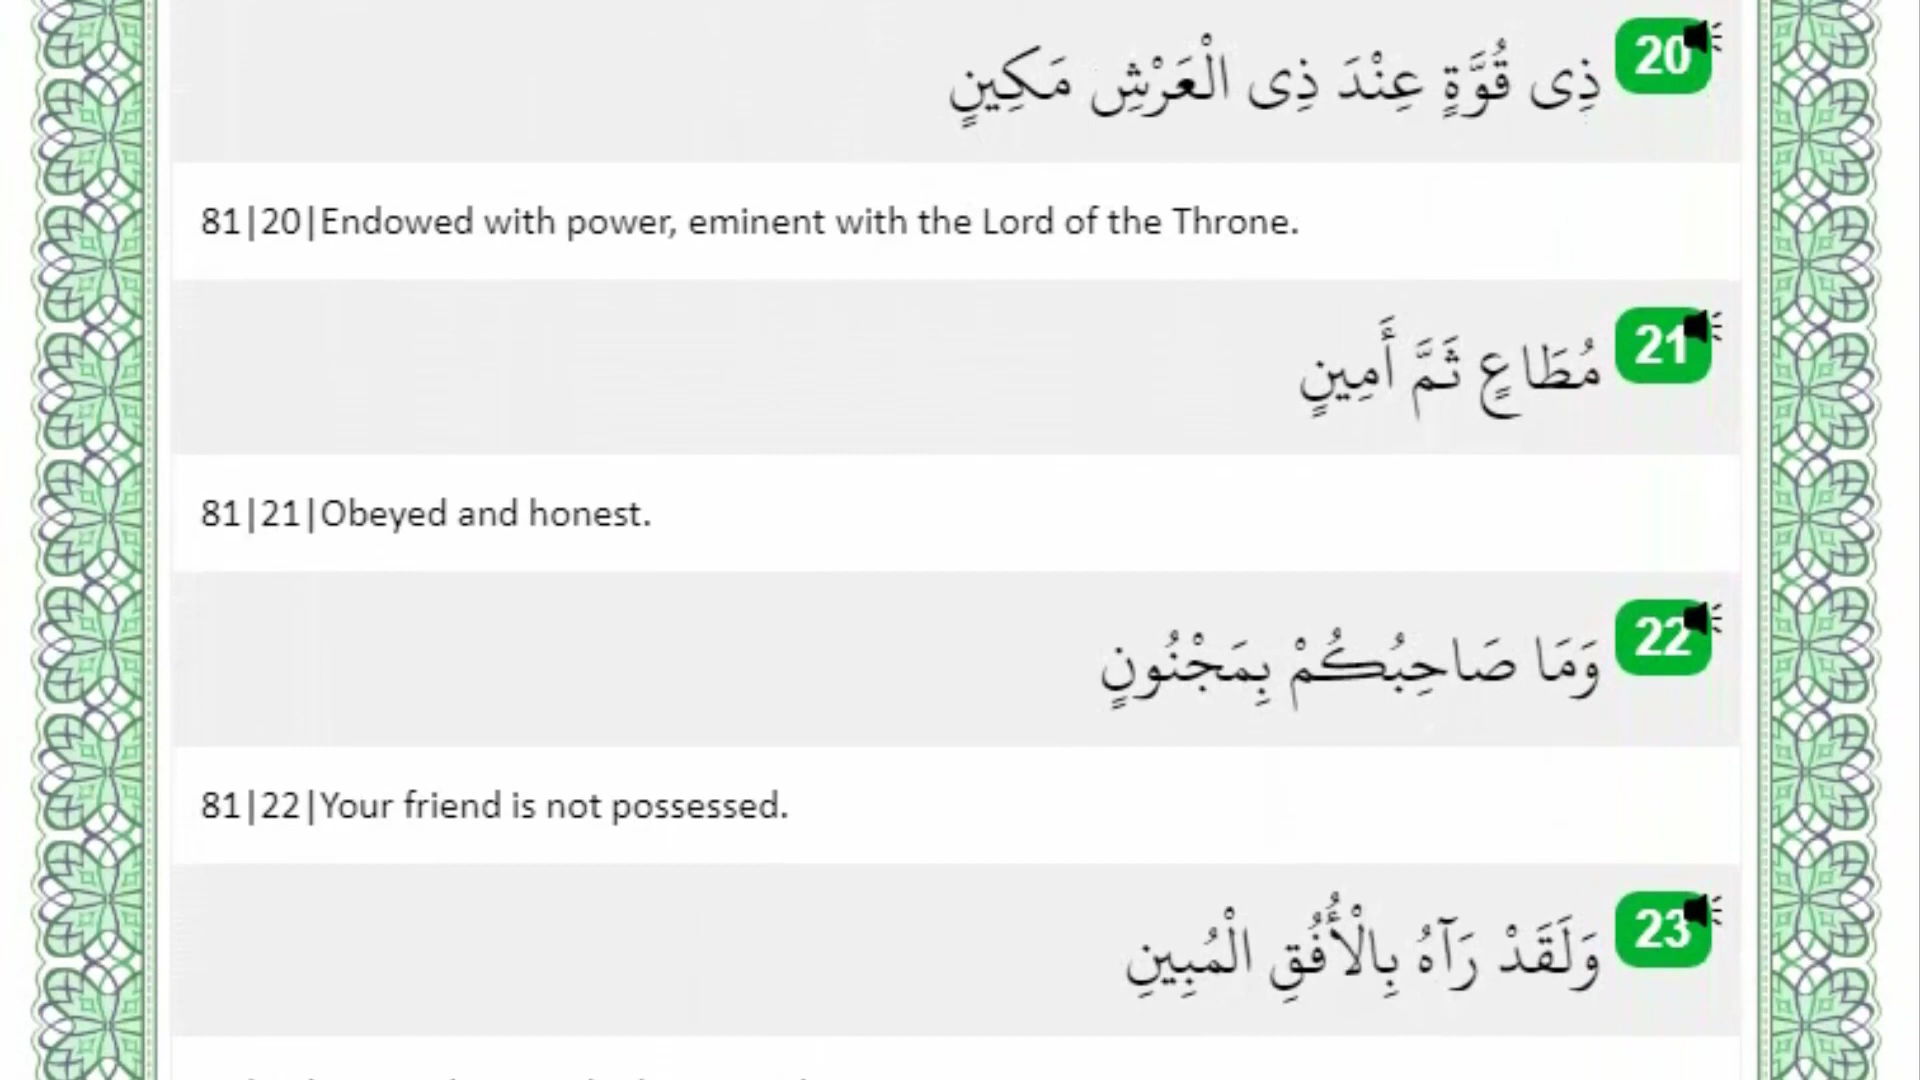 20
ذِى قُوَّةٍ عِنْدَ ذِى الْعَرْشِ مَكِينٍ
81|20|Endowed with power, eminent with the Lord of the Throne.
21
مُطَاعٍ ثَمَّ أَمِينٍ
81|21|Obeyed and honest.
22
وَمَا صَاحِبُكُمْ بِمَجْنُونٍ
81|22|Your friend is not possessed.
23
وَلَقَدْ رَآهُ بِالْأُفُقِ الْمُبِينِ